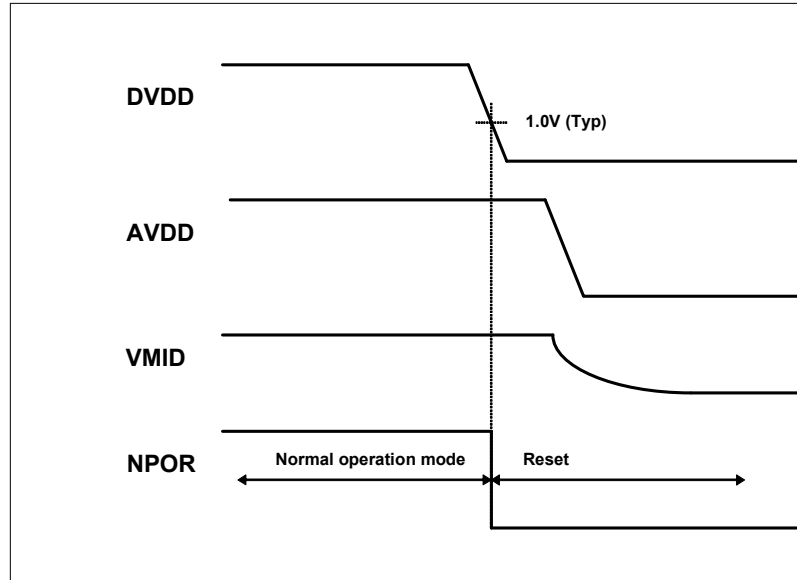 DVDD
1.0V (Typ)
AVDD
VMID
NPOR
Normal operation mode
Reset